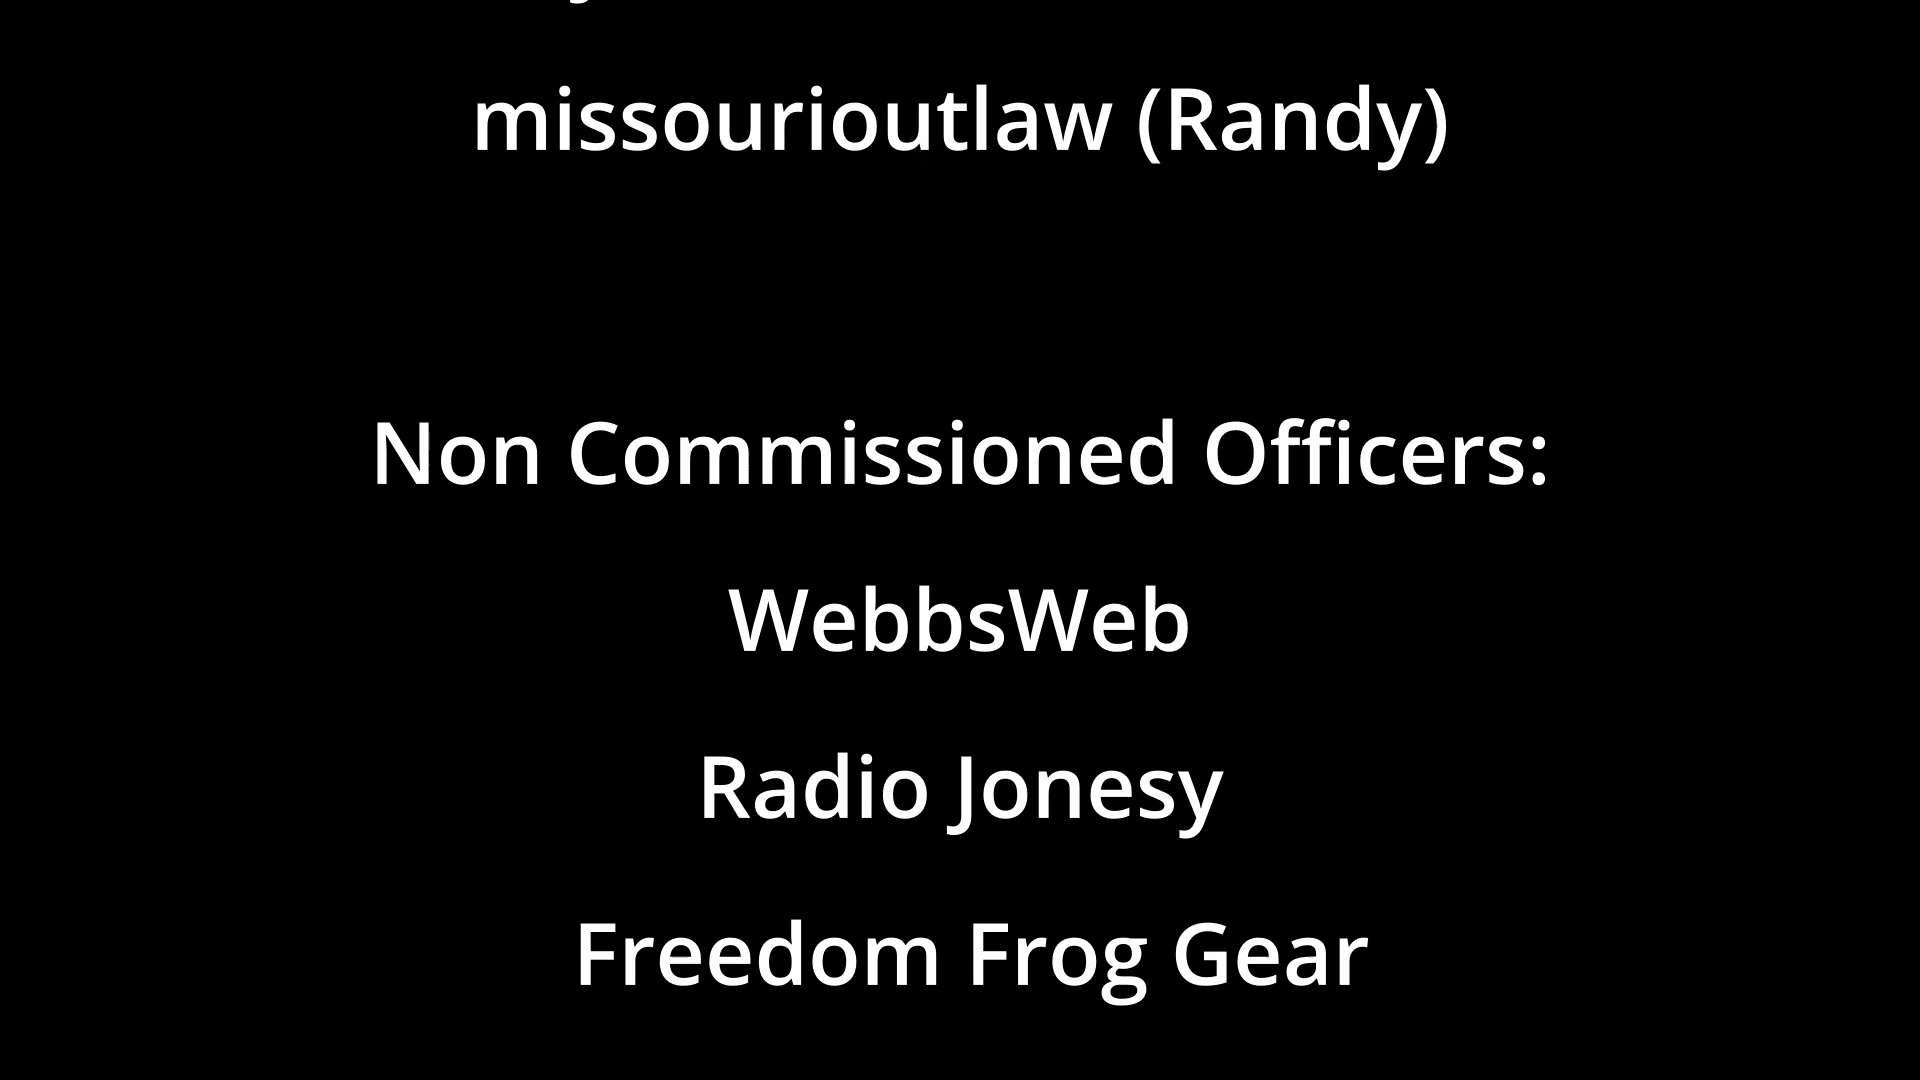 missourioutlaw (Randy)
Non Commissioned Officers:
WebbsWeb
Radio Jonesy
Freedom Frog Gear